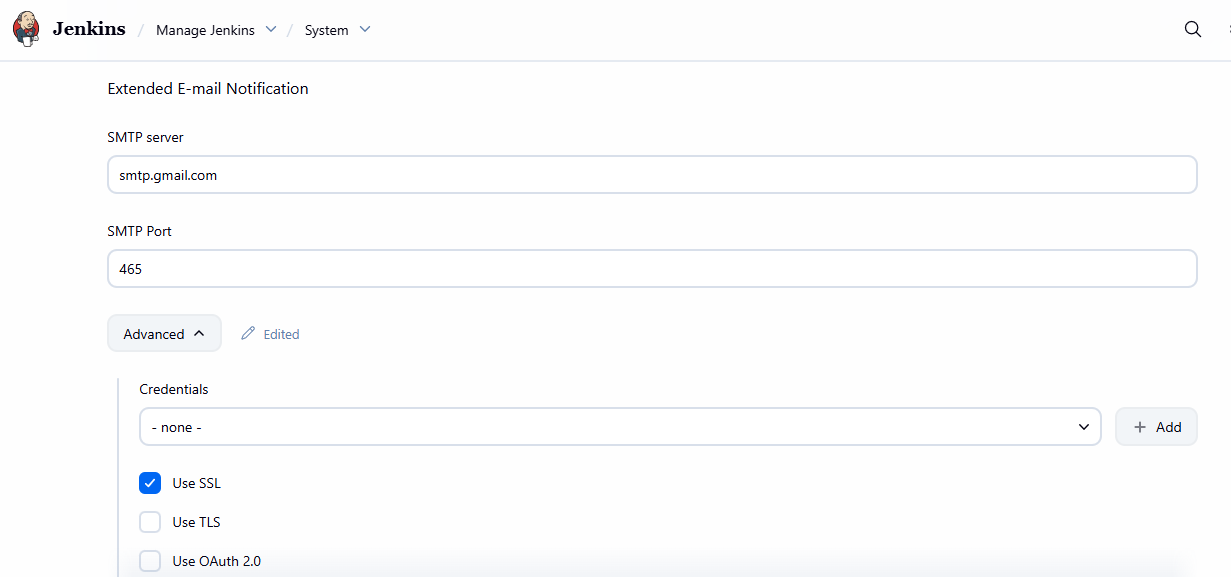 Jenkins / Manage Jenkins / System
Extended E-mail Notification
SMTP server
smtp.gmail.com
SMTP Port
465
Advanced Edited
Credentials
- none - + Add
Use SSL
Use TLS
Use OAuth 2.0